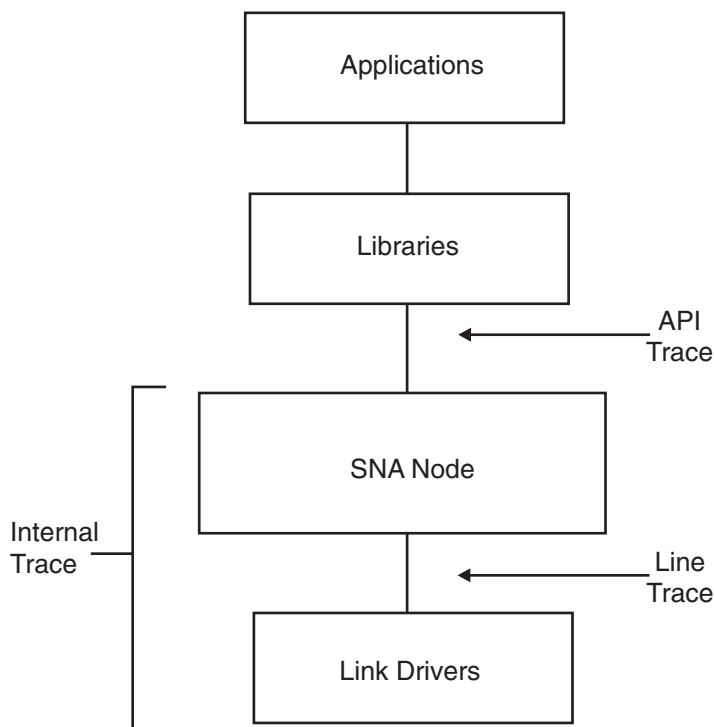 Applications
Libraries
API
Trace
SNA Node
Internal
Trace
Line
Trace
Link Drivers